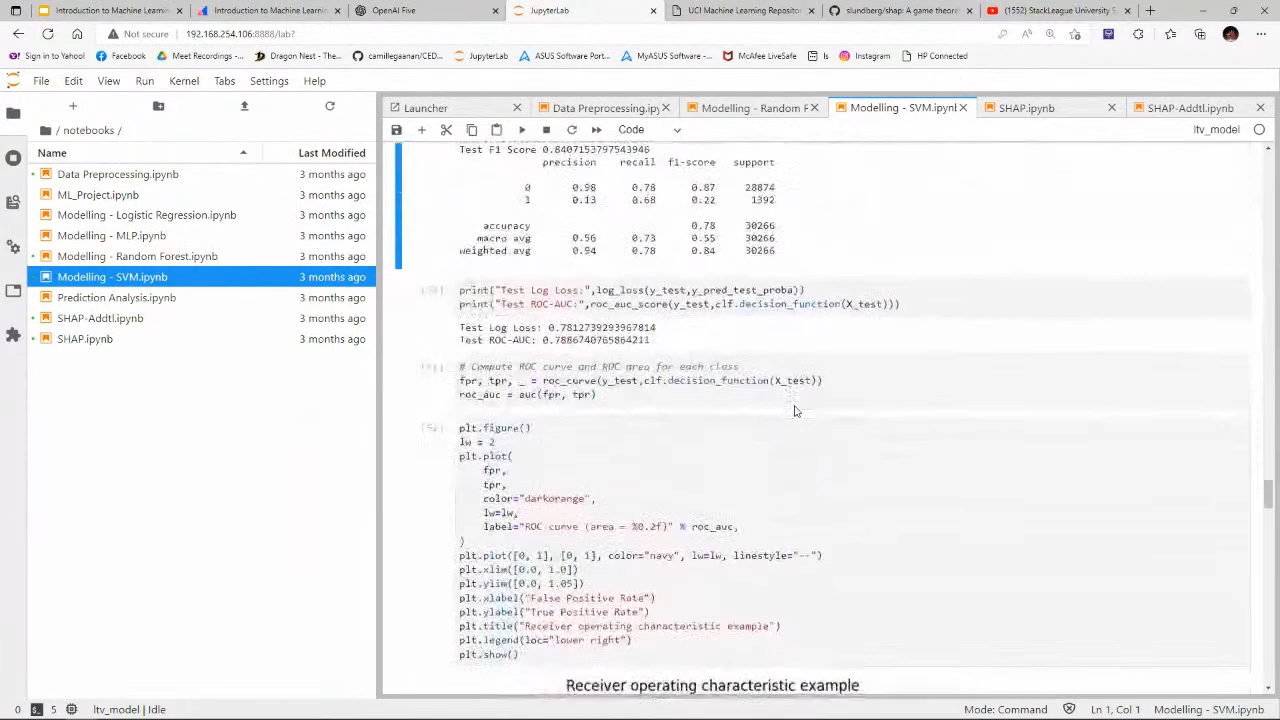 Introduction to Machine Learnin
Introduction to Machine Learnin
OpenAI Five
JupyterLab
UCI Machine Learning Repositor
slundberg/shap: A game theoreti
(1552) StackLeague University S
192.168.254.106:8888/lab?
Sign in to Yahoo!
Facebook
Meet Recordings -...
Dragon Nest - Goo...
camillegaanan/CED...
JupyterLab
ASUS Software Port...
MyASUS Software -...
McAfee LiveSafe
ls
Instagram
HP Connected
File Edit View Run Kernel Tabs Settings Help
Launcher
Data Preprocessing.ipy
Modelling - Random F
Modelling - SVM.ipynl
SHAP.ipynb
SHAP-Addtl.ipynb
/ notebooks /
Code
ltv_model
Name Last Modified
Data Preprocessing.ipynb 3 months ago
ML_Project.ipynb 3 months ago
Modelling - Logistic Regression.ipynb 3 months ago
Modelling - MLP.ipynb 3 months ago
Modelling - Random Forest.ipynb 3 months ago
Modelling - SVM.ipynb 3 months ago
Prediction Analysis.ipynb 3 months ago
SHAP-Addtl.ipynb 3 months ago
SHAP.ipynb 3 months ago
Test F1 Score 0.8407153797543946
precision recall f1-score support
0 0.98 0.78 0.87 28874
1 0.13 0.68 0.22 1392
accuracy 0.78 30266
macro avg 0.56 0.73 0.55 30266
weighted avg 0.94 0.78 0.84 30266
print("Test Log Loss:",log_loss(y_test,y_pred_test_proba))
print("Test ROC-AUC:",roc_auc_score(y_test,clf.decision_function(X_test)))
Test Log Loss: 0.7812739293967814
Test ROC-AUC: 0.7886740765864211
# Compute ROC curve and ROC area for each class
fpr, tpr, _ = roc_curve(y_test,clf.decision_function(X_test))
roc_auc = auc(fpr, tpr)
plt.figure()
lw = 2
plt.plot(
fpr,
tpr,
color="darkorange",
lw=lw,
label="ROC curve (area = %0.2f)" % roc_auc,
)
plt.plot([0, 1], [0, 1], color="navy", lw=lw, linestyle="--")
plt.xlim([0.0, 1.0])
plt.ylim([0.0, 1.05])
plt.xlabel("False Positive Rate")
plt.ylabel("True Positive Rate")
plt.title("Receiver operating characteristic example")
plt.legend(loc="lower right")
plt.show()
Receiver operating characteristic example
0 5 ltv_model | Idle
Mode: Command
Ln 1, Col 1
Modelling - SVM.ipynb